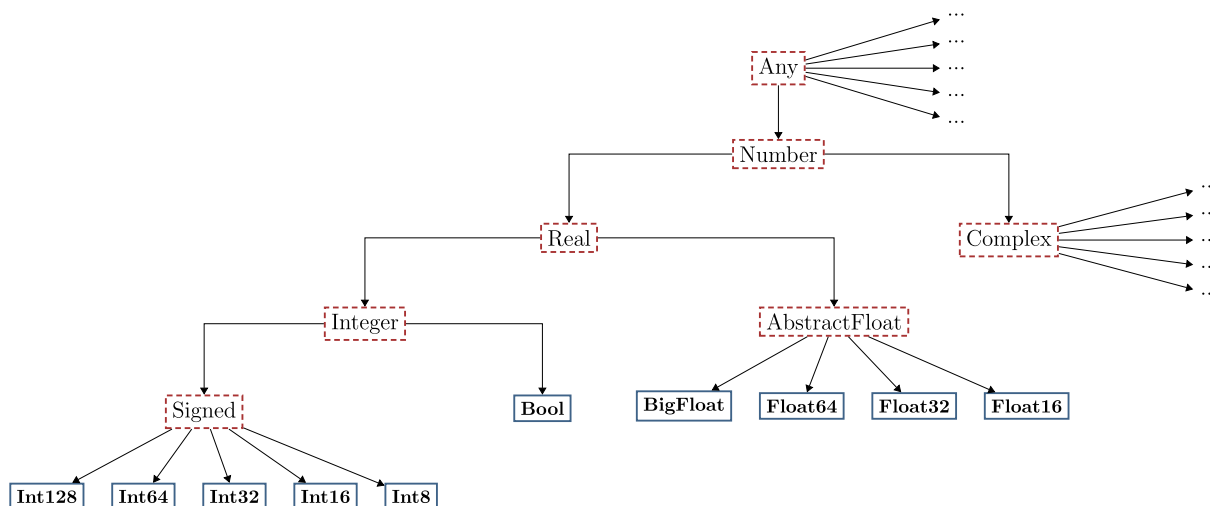 ...
...
Any
...
...
...
Number
Real
Complex
Integer
AbstractFloat
Signed
Bool
BigFloat
Float64
Float32
Float16
Int128
Int64
Int32
Int16
Int8